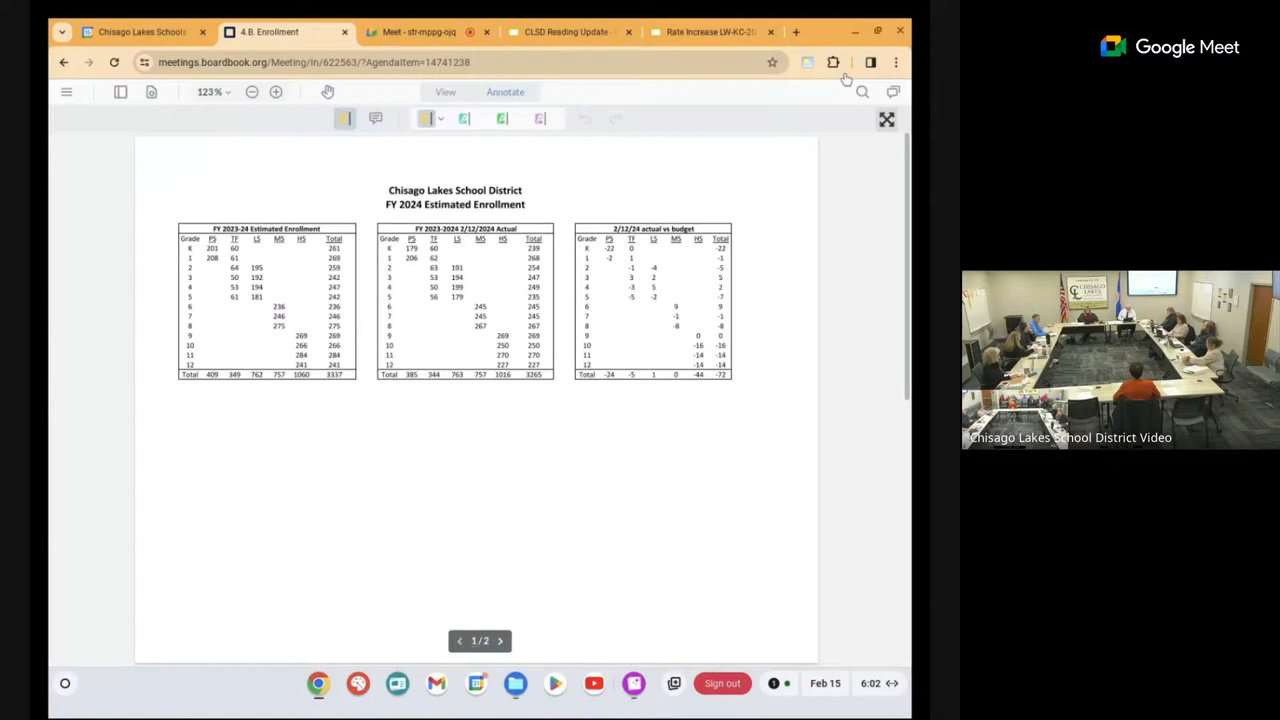 Chisago Lakes Schools
4.B. Enrollment
Meet - str-mppg-ojq
CLSD Reading Update -
Rate Increase LW-KC-20
meetings.boardbook.org/Meeting/In/622563/?AgendaItem=14741238
123%
View
Annotate
Google Meet
Chisago Lakes School District
FY 2024 Estimated Enrollment
FY 2023-24 Estimated Enrollment
Grade PS TF LS MS HS Total
K 201 60 261
1 208 61 269
2 64 195 259
3 50 192 242
4 53 194 247
5 61 181 242
6 236 236
7 246 246
8 275 275
9 269 269
10 266 266
11 284 284
12 241 241
Total 409 349 762 757 1060 3337
FY 2023-2024 2/12/2024 Actual
Grade PS TF LS MS HS Total
K 179 60 239
1 206 62 268
2 63 191 254
3 53 194 247
4 50 199 249
5 56 179 235
6 245 245
7 245 245
8 267 267
9 269 269
10 250 250
11 270 270
12 227 227
Total 385 344 763 757 1016 3265
2/12/24 actual vs budget
Grade PS TF LS MS HS Total
K -22 0 -22
1 -2 1 -1
2 -1 -4 -5
3 3 2 5
4 -3 5 2
5 -5 -2 -7
6 9 9
7 -1 -1
8 -8 -8
9 0 0
10 -16 -16
11 -14 -14
12 -14 -14
Total -24 -5 1 0 -44 -72
1/2
CHISAGO LAKES
Chisago Lakes School District Video
Sign out
1
Feb 15
6:02